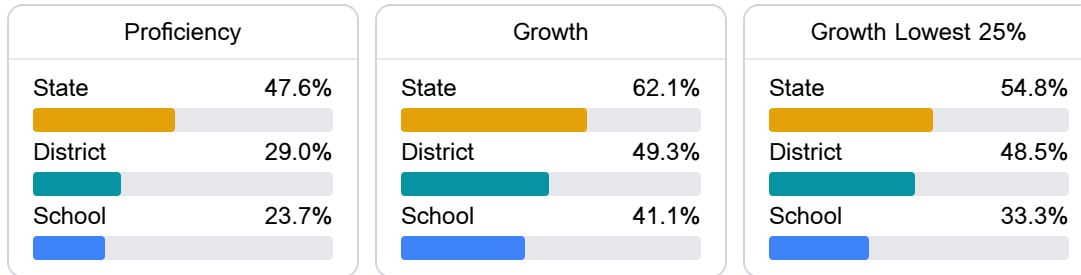 Proficiency
State 47.6%
District 29.0%
School 23.7%
Growth
State 62.1%
District 49.3%
School 41.1%
Growth Lowest 25%
State 54.8%
District 48.5%
School 33.3%